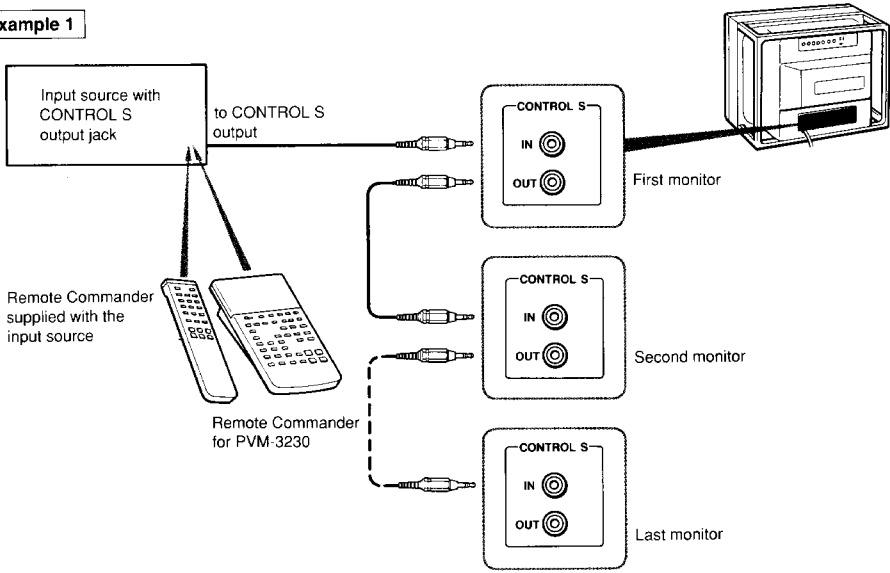 xample 1
Input source with
CONTROL S
output jack
to CONTROL S
output
CONTROL S
IN
OUT
First monitor
CONTROL S
IN
OUT
Second monitor
Remote Commander
supplied with the
input source
Remote Commander
for PVM-3230
CONTROL S
IN
OUT
Last monitor